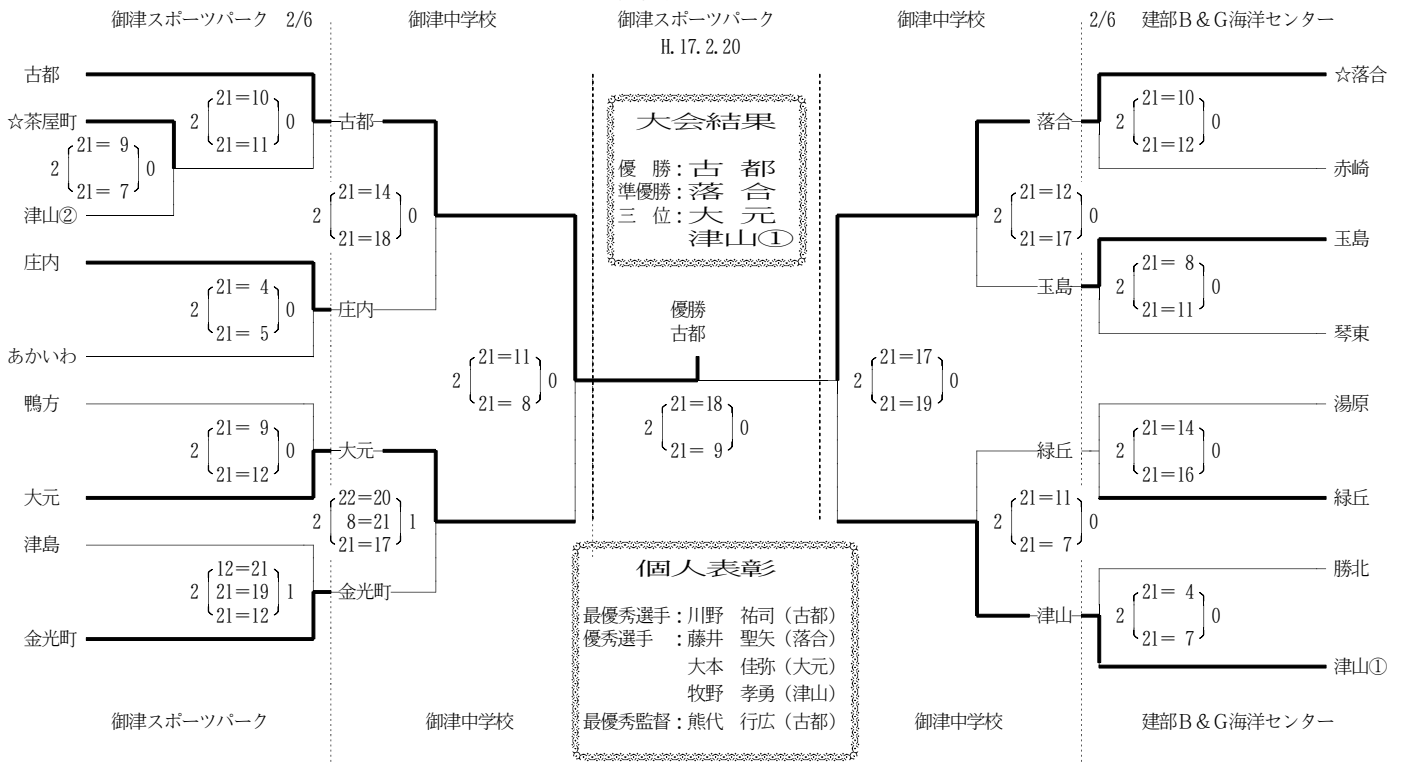 御津スポーツパーク 2/6 御津中学校 御津スポーツパーク 御津中学校 2/6 建部B&G海洋センター
H.17.2.20
古都
2 21=10 0
21=11
☆茶屋町
2 21= 9 0
21= 7
津山②
古都
2 21=14 0
21=18
庄内
2 21= 4 0
21= 5
庄内
あかいわ
2 21=11 0
21= 8
鴨方
2 21= 9 0
21=12
大元
大元
2 22=20 1
8=21
21=17
津島
2 12=21 1
21=19
21=12
金光町
金光町
大会結果
優 勝:古 都
準優勝:落 合
三 位:大 元
津山①
優勝
古都
2 21=18 0
21= 9
個人表彰
最優秀選手:川野 祐司(古都)
優秀選手 :藤井 聖矢(落合)
大本 佳弥(大元)
牧野 孝勇(津山)
最優秀監督:熊代 行広(古都)
☆落合
落合
2 21=10 0
21=12
赤崎
2 21=12 0
21=17
玉島
玉島
2 21= 8 0
21=11
琴東
2 21=17 0
21=19
湯原
緑丘
2 21=14 0
21=16
緑丘
2 21=11 0
21= 7
勝北
津山
2 21= 4 0
21= 7
津山①
御津スポーツパーク 御津中学校 御津中学校 建部B&G海洋センター